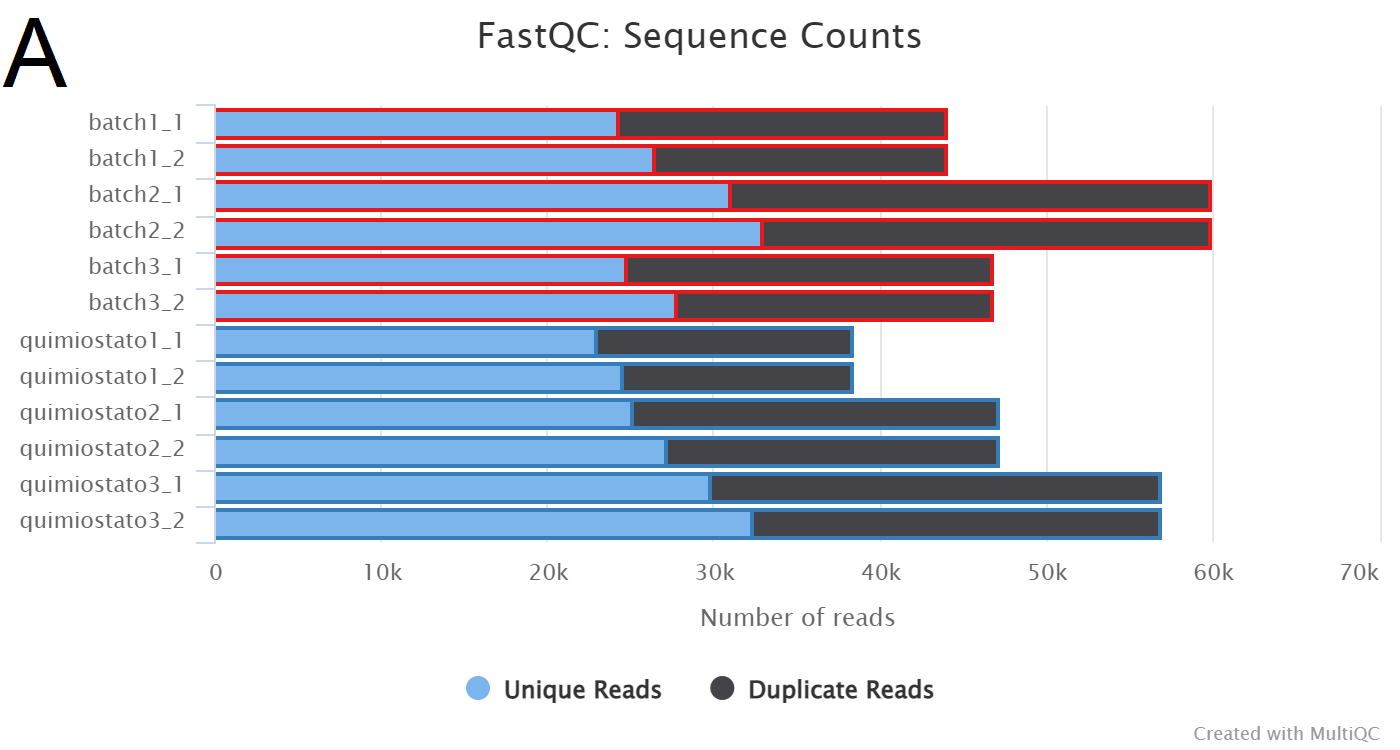 A
FastQC: Sequence Counts
batch1_1
batch1_2
batch2_1
batch2_2
batch3_1
batch3_2
quimiostato1_1
quimiostato1_2
quimiostato2_1
quimiostato2_2
quimiostato3_1
quimiostato3_2
0 10k 20k 30k 40k 50k 60k 70k
Number of reads
Unique Reads Duplicate Reads
Created with MultiQC